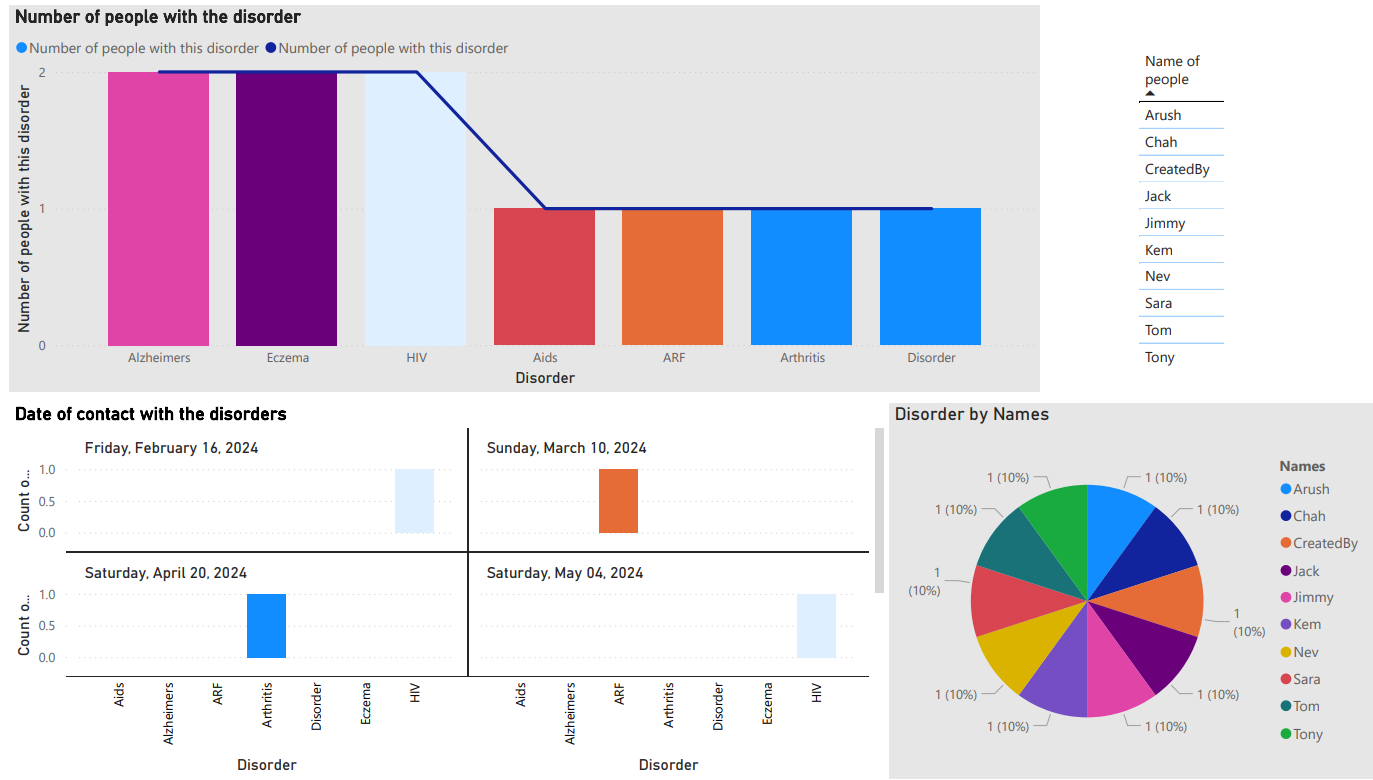 Number of people with the disorder
Number of people with this disorder Number of people with this disorder
Number of people with this disorder
2
1
0
Alzheimers Eczema HIV Aids ARF Arthritis Disorder
Disorder
Name of
people
Arush
Chah
CreatedBy
Jack
Jimmy
Kem
Nev
Sara
Tom
Tony
Date of contact with the disorders
Friday, February 16, 2024
Sunday, March 10, 2024
Count o...
1.0
0.5
0.0
Saturday, April 20, 2024
Saturday, May 04, 2024
Count o...
1.0
0.5
0.0
Aids Alzheimers ARF Arthritis Disorder Eczema HIV
Aids Alzheimers ARF Arthritis Disorder Eczema HIV
Disorder
Disorder
Disorder by Names
1 (10%)
1 (10%)
1
(10%)
1 (10%)
1 (10%)
1 (10%)
1 (10%)
1
(10%)
1 (10%)
1 (10%)
Names
Arush
Chah
CreatedBy
Jack
Jimmy
Kem
Nev
Sara
Tom
Tony